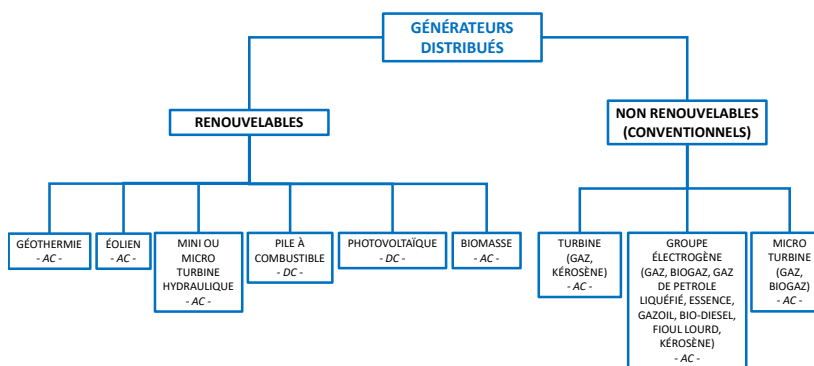 GÉNÉRATEURS
DISTRIBUÉS
RENOUVELABLES
NON RENOUVELABLES
(CONVENTIONNELS)
GÉOTHERMIE
- AC -
ÉOLIEN
- AC -
MINI OU
MICRO
TURBINE
HYDRAULIQUE
- AC -
PILE À
COMBUSTIBLE
- DC -
PHOTOVOLTAÏQUE
- DC -
BIOMASSE
- AC -
TURBINE
(GAZ,
KÉROSÈNE)
- AC -
GROUPE
ÉLECTROGÈNE
(GAZ, BIOGAZ, GAZ
DE PETROLE
LIQUÉFIÉ, ESSENCE,
GAZOIL, BIO-DIESEL,
FIOUL LOURD,
KÉROSÈNE)
- AC -
MICRO
TURBINE
(GAZ,
BIOGAZ)
- AC -